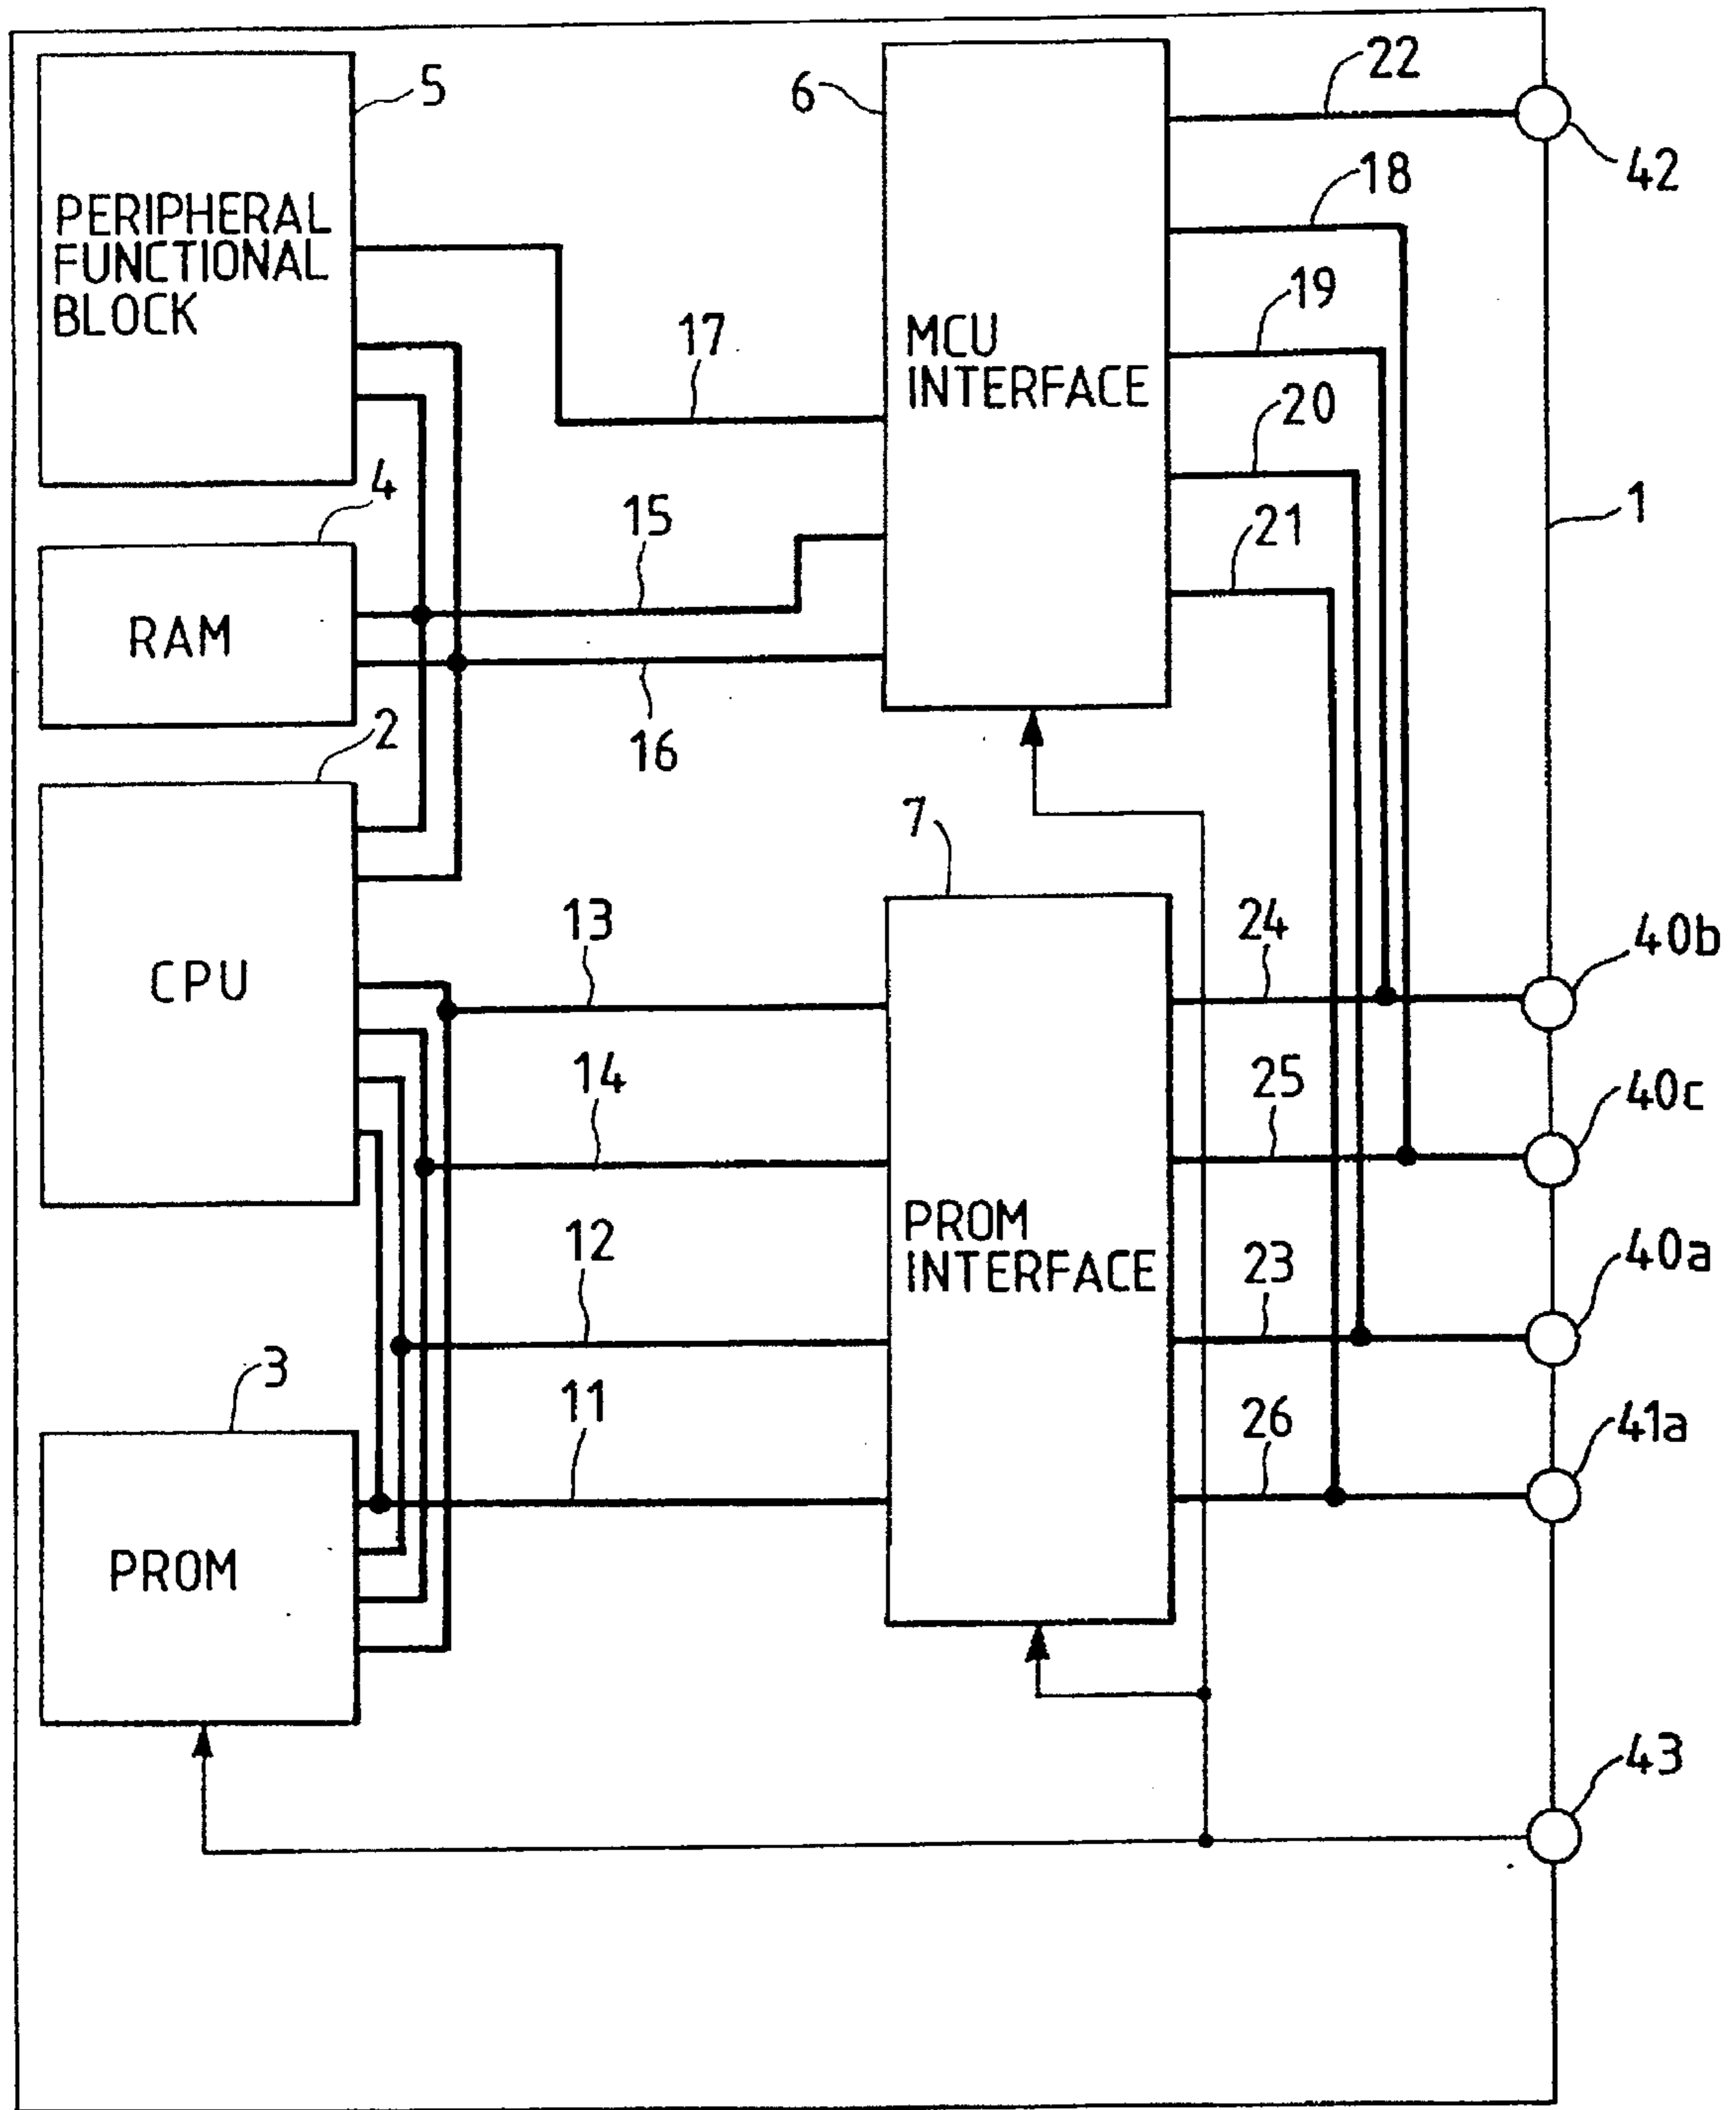 22
5
6
42
18
PERIPHERAL
FUNCTIONAL
BLOCK
19
17
MCU
INTERFACE
20
4
15
1
21
RAM
16
2
7
13
24
40b
CPU
14
25
40c
12
PROM
INTERFACE
23
40a
3
11
26
41a
PROM
43